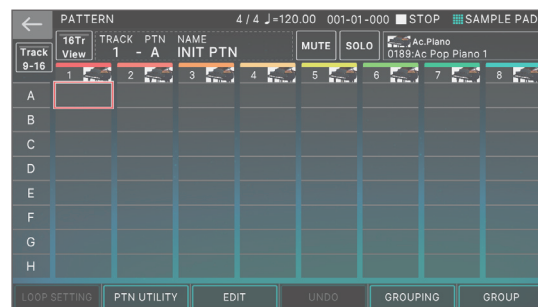 PATTERN 4 / 4 ♩=120.00 001-01-000 STOP SAMPLE PAD
Track 9-16
16Tr View
TRACK PTN NAME
1 - A INIT PTN
MUTE SOLO
Ac.Piano
0189:Ac Pop Piano 1
1 2 3 4 5 6 7 8
A
B
C
D
E
F
G
H
LOOP SETTING PTN UTILITY EDIT UNDO GROUPING GROUP